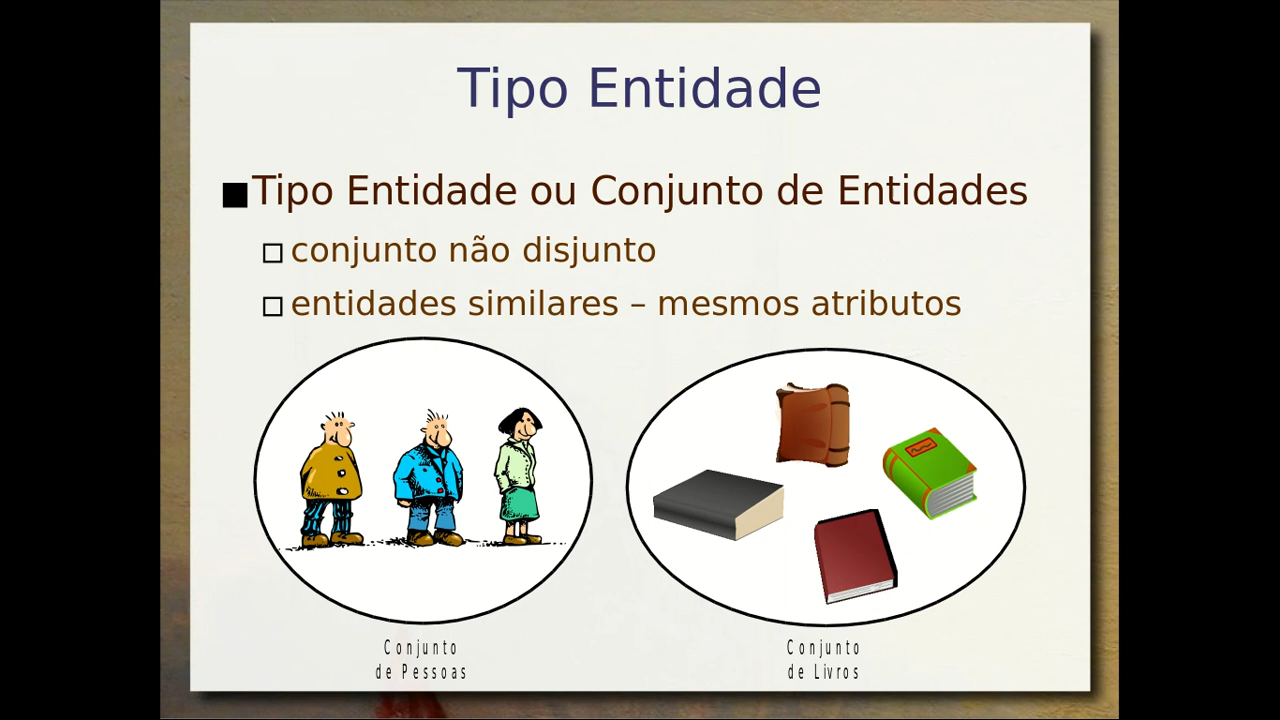 Tipo Entidade
Tipo Entidade ou Conjunto de Entidades
conjunto não disjunto
entidades similares – mesmos atributos
Conjunto
de Pessoas
Conjunto
de Livros